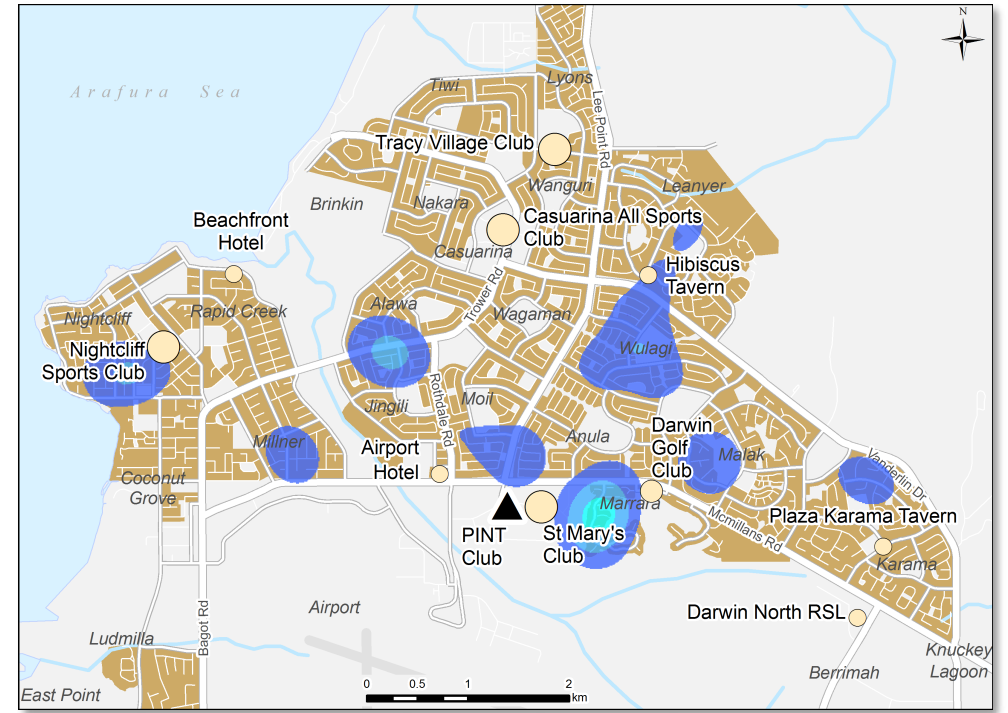 N
Lyons
Tiwi
Arafura Sea
Lee Point Rd
Tracy Village Club
Wanguri
Leanyer
Brinkin
Nakara
Beachfront
Hotel
Casuarina All Sports
Club
Casuarina
Hibiscus
Tavern
Trower Rd
Alawa
Rapid Creek
Nightcliff
Wagaman
Nightcliff
Sports Club
Wulagi
Rothdale Rd
Jingili
Moil
Anula
Millner
Airport
Hotel
Darwin
Golf
Club
Malak
Vanderlin Dr
Coconut
Grove
Marrara
Plaza Karama Tavern
Mcmillans Rd
PINT
Club
St Mary's
Club
Karama
Airport
Bagot Rd
Darwin North RSL
Ludmilla
Knuckey
Lagoon
Berrimah
East Point
0 0.5 1 2
km